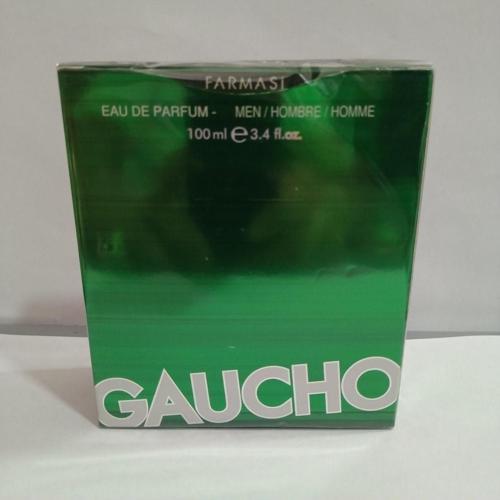 FARMASI
EAU DE PARFUM - MEN / HOMBRE / HOMME
100 ml e 3.4 fl.oz.
GAUCHO